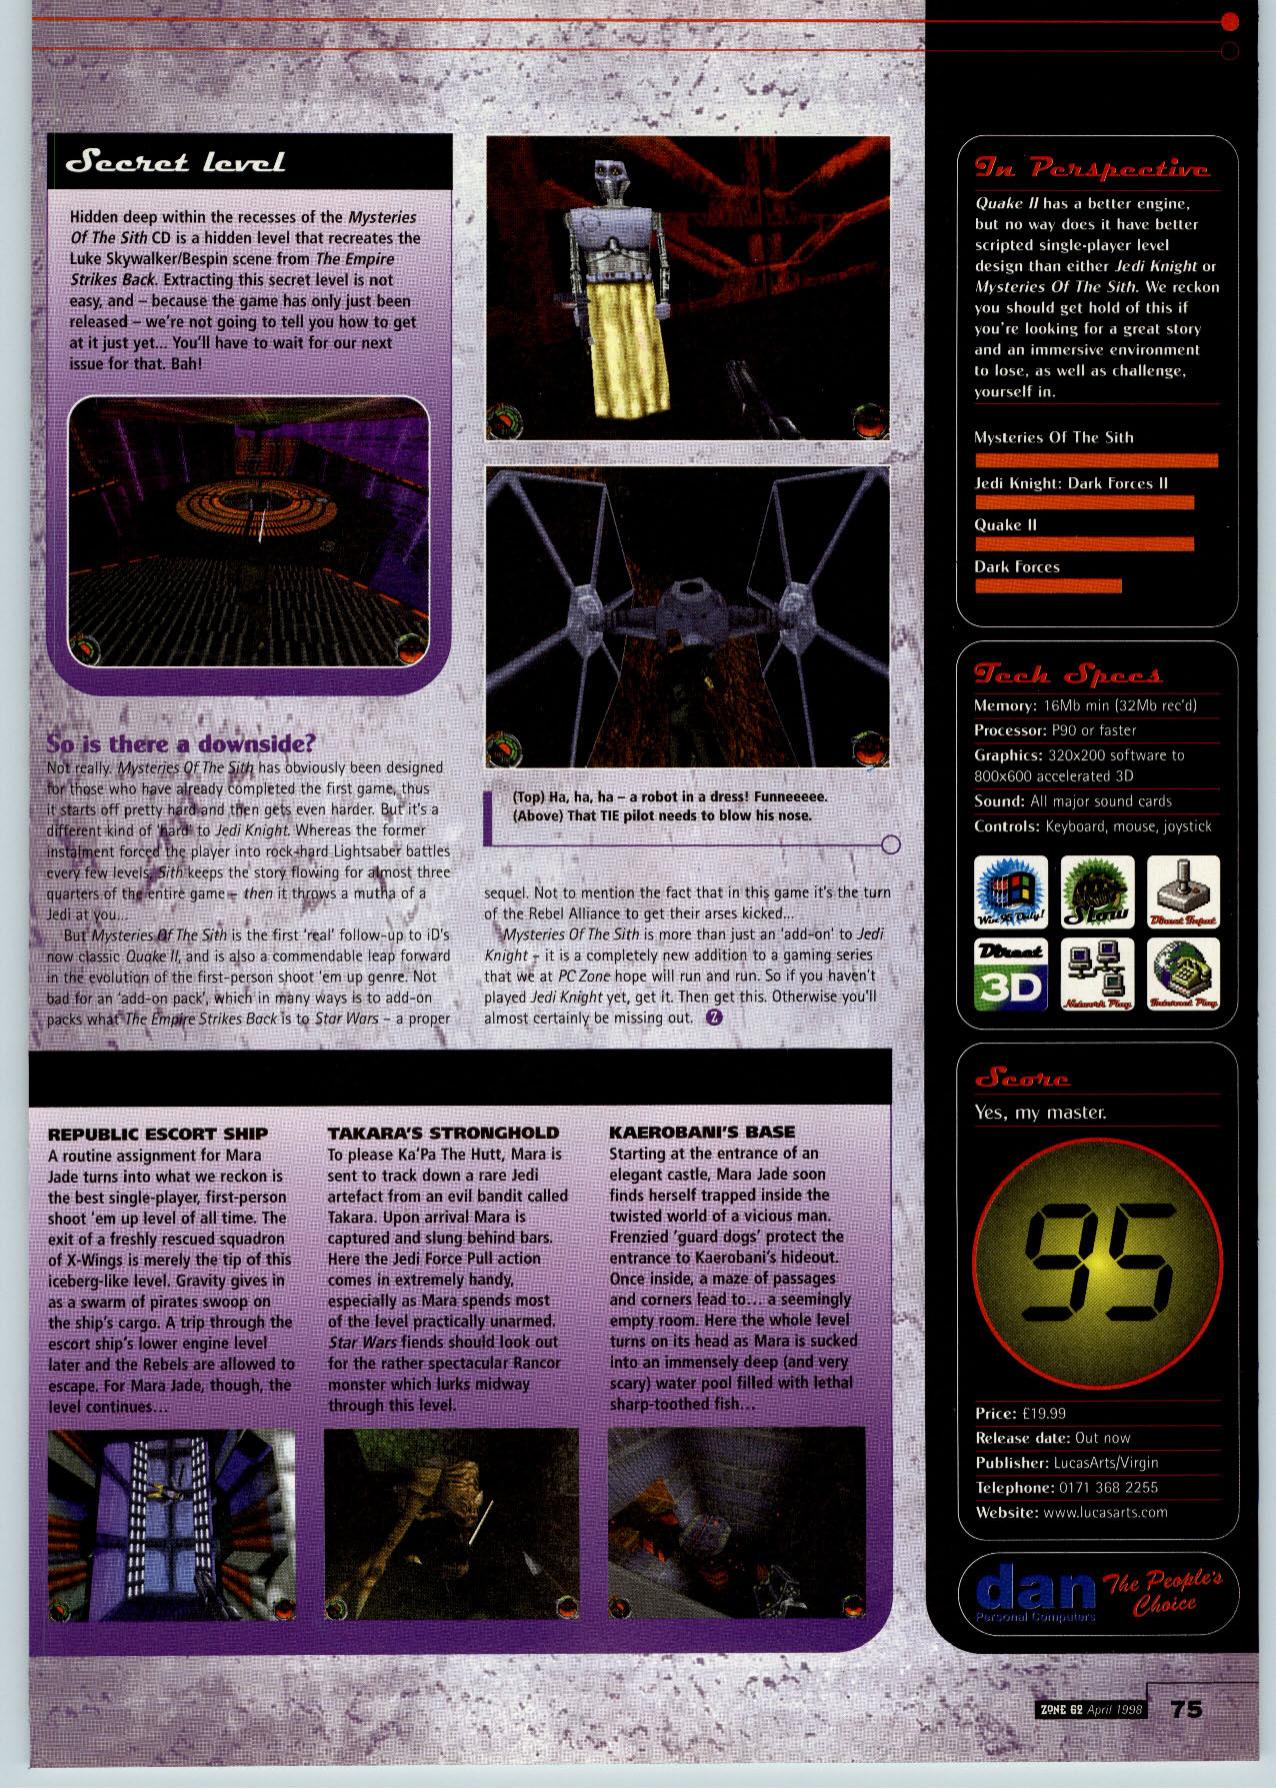 Secret level
Hidden deep within the recesses of the Mysteries
Of The Sith CD is a hidden level that recreates the
Luke Skywalker/Bespin scene from The Empire
Strikes Back. Extracting this secret level is not
easy, and – because the game has only just been
released – we're not going to tell you how to get
at it just yet... You'll have to wait for our next
issue for that. Bah!
So is there a downside?
Not really. Mysteries Of The Sith has obviously been designed
for those who have already completed the first game, thus
it starts off pretty hard and then gets even harder. But it's a
different kind of 'hard' to Jedi Knight. Whereas the former
instalment forced the player into rock-hard Lightsaber battles
every few levels, Sith keeps the story flowing for almost three
quarters of the entire game – then it throws a mutha of a
Jedi at you...
But Mysteries Of The Sith is the first 'real' follow-up to iD's
now classic Quake II, and is also a commendable leap forward
in the evolution of the first-person shoot 'em up genre. Not
bad for an 'add-on pack', which in many ways is to add-on
packs what The Empire Strikes Back is to Star Wars – a proper
(Top) Ha, ha, ha – a robot in a dress! Funneeeee.
(Above) That TIE pilot needs to blow his nose.
sequel. Not to mention the fact that in this game it's the turn
of the Rebel Alliance to get their arses kicked...
Mysteries Of The Sith is more than just an 'add-on' to Jedi
Knight – it is a commendable new addition to a gaming series
that we at PC Zone hope will run and run. So if you haven't
played Jedi Knight yet, get it. Then get this. Otherwise you'll
almost certainly be missing out. Z
REPUBLIC ESCORT SHIP
A routine assignment for Mara
Jade turns into what we reckon is
the best single-player, first-person
shoot 'em up level of all time. The
exit of a freshly rescued squadron
of X-Wings is merely the tip of this
iceberg-like level. Gravity gives in
as a swarm of pirates swoop on
the ship's cargo. A trip through the
escort ship's lower engine level
later and the Rebels are allowed to
escape. For Mara Jade, though, the
level continues...
TAKARA'S STRONGHOLD
To please Ka'Pa The Hutt, Mara is
sent to track down a rare Jedi
artefact from an evil bandit called
Takara. Upon arrival Mara is
captured and slung behind bars.
Here the Jedi Force Pull action
comes in extremely handy,
especially as Mara spends most
of the level practically unarmed.
Star Wars fiends should look out
for the rather spectacular Rancor
monster which lurks midway
through this level.
KAEROBANI'S BASE
Starting at the entrance of an
elegant castle, Mara Jade soon
finds herself trapped inside the
twisted world of a vicious man.
Frenzied 'guard dogs' protect the
entrance to Kaerobani's hideout.
Once inside, a maze of passages
and corners lead to... a seemingly
empty room. Here the whole level
turns on its head as Mara is sucked
into an immensely deep (and very
scary) water pool filled with lethal
sharp-toothed fish...
In Perspective
Quake II has a better engine,
but no way does it have better
scripted single-player level
design than either Jedi Knight or
Mysteries Of The Sith. We reckon
you should get hold of this if
you're looking for a great story
and an immersive environment
to lose, as well as challenge,
yourself in.
Mysteries Of The Sith
Jedi Knight: Dark Forces II
Quake II
Dark Forces
Tech Specs
Memory: 16Mb min (32Mb rec'd)
Processor: P90 or faster
Graphics: 320x200 software to
800x600 accelerated 3D
Sound: All major sound cards
Controls: Keyboard, mouse, joystick
Win 95 Only!
Slow
Direct Input
Direct 3D
Network Play
Internet Play
Score
Yes, my master.
95
Price: £19.99
Release date: Out now
Publisher: LucasArts/Virgin
Telephone: 0171 368 2255
Website: www.lucasarts.com
dan The People's
Personal Computers Choice
ZONE 62 April 1998 75